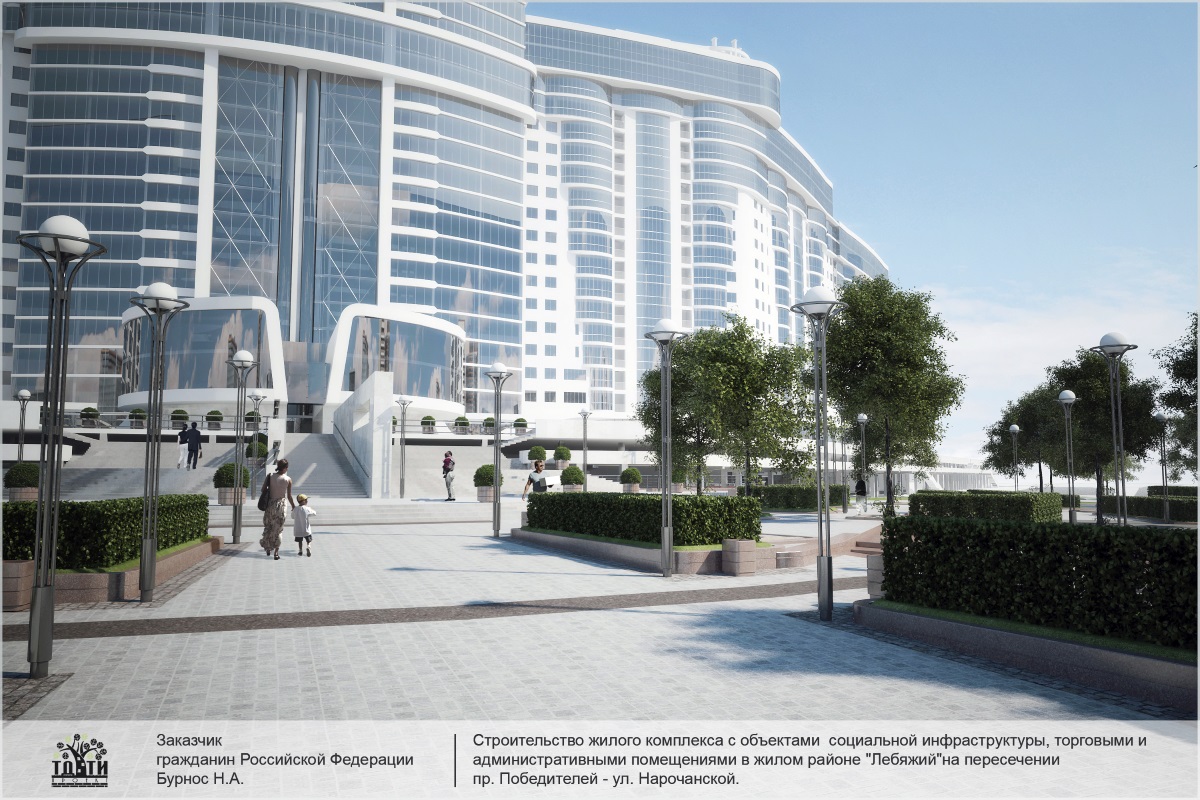 Заказчик
гражданин Российской Федерации
Бурнос Н.А.
Строительство жилого комплекса с объектами социальной инфраструктуры, торговыми и
административными помещениями в жилом районе "Лебяжий"на пересечении
пр. Победителей - ул. Нарочанской.